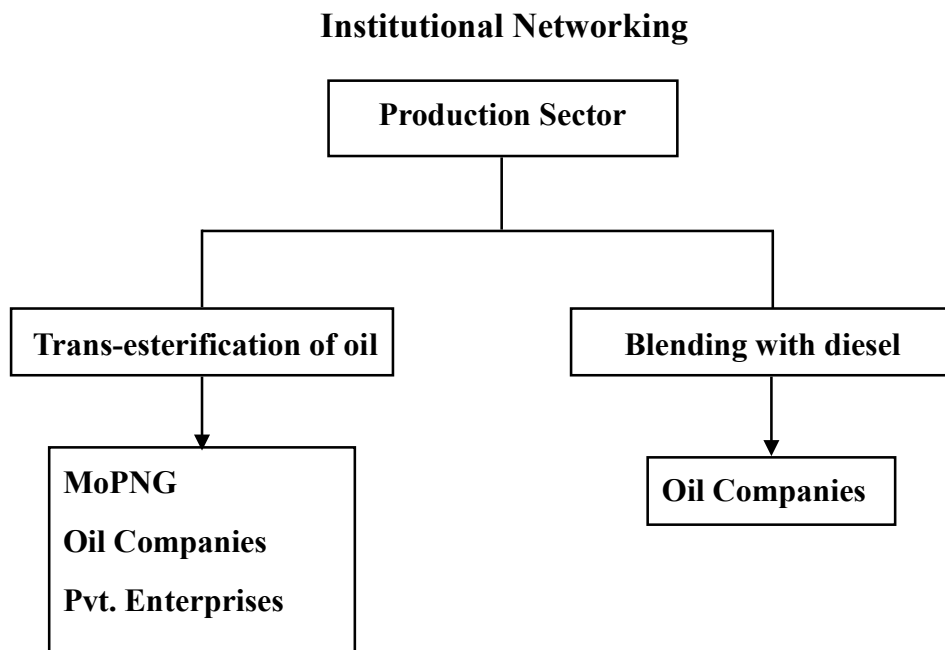 Institutional Networking
Production Sector
Trans-esterification of oil
Blending with diesel
MoPNG
Oil Companies
Pvt. Enterprises
Oil Companies